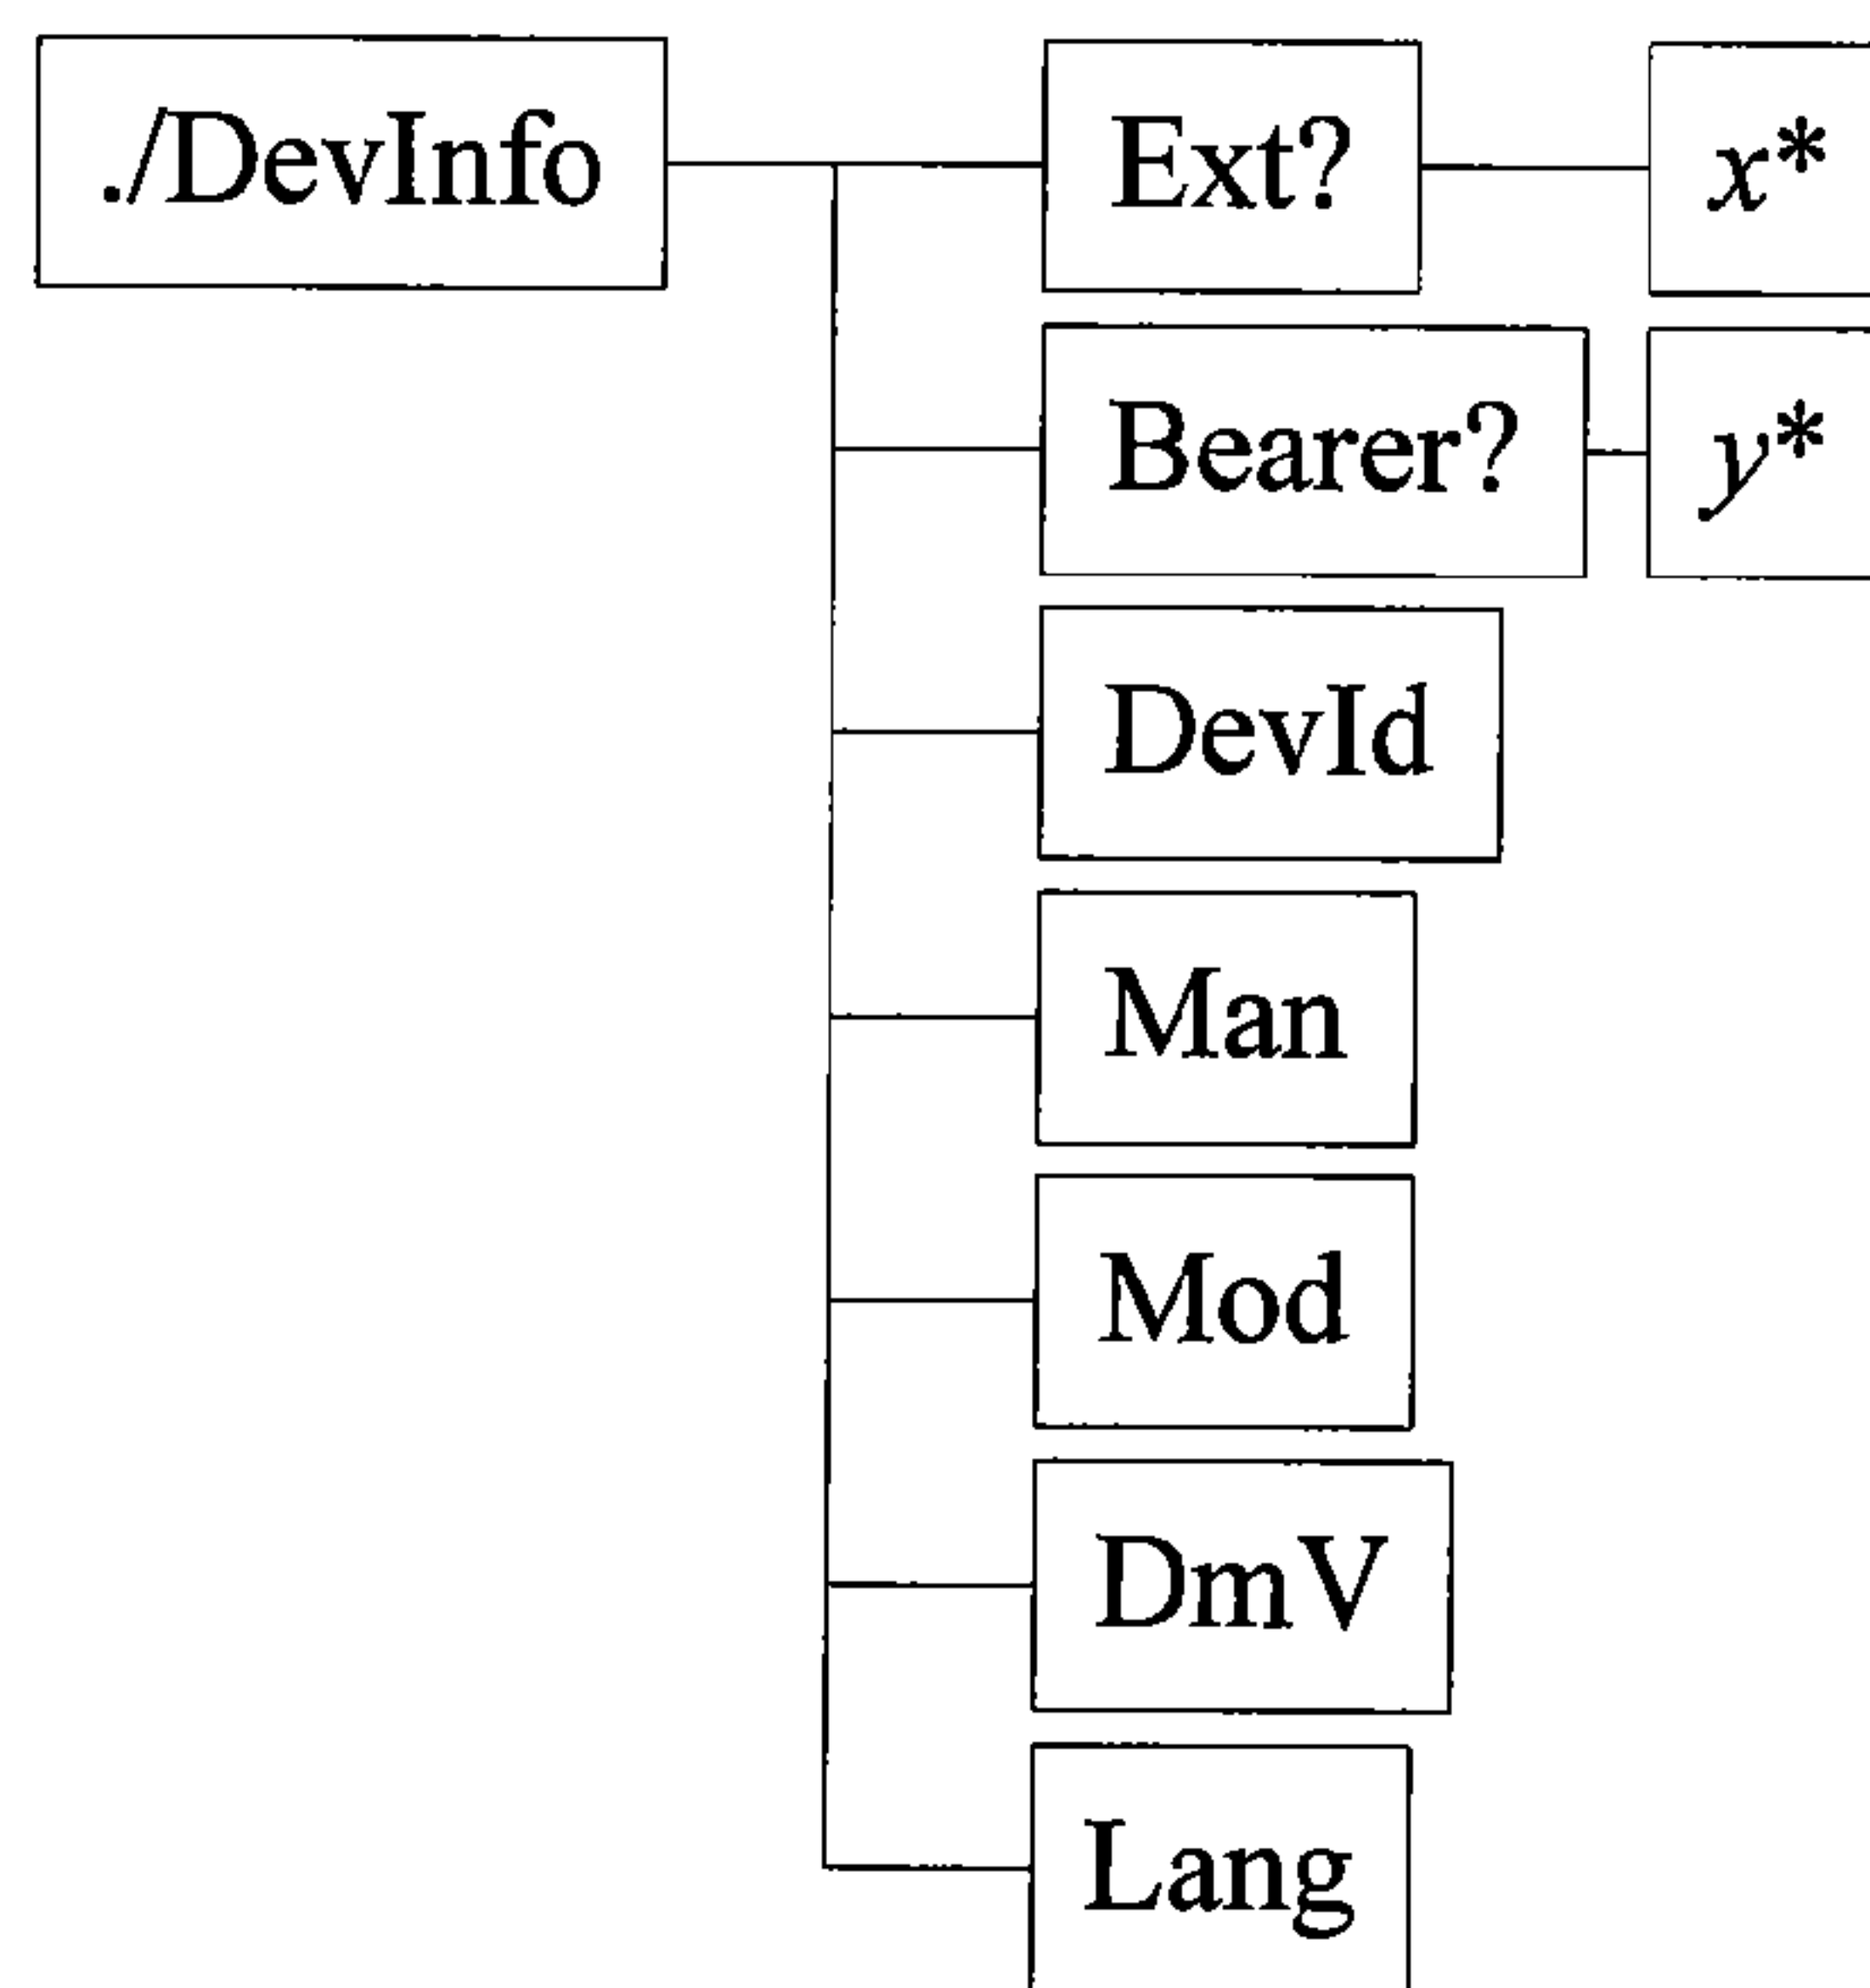 ./DevInfo Ext? x*
Bearer? y*
DevId
Man
Mod
DmV
Lang